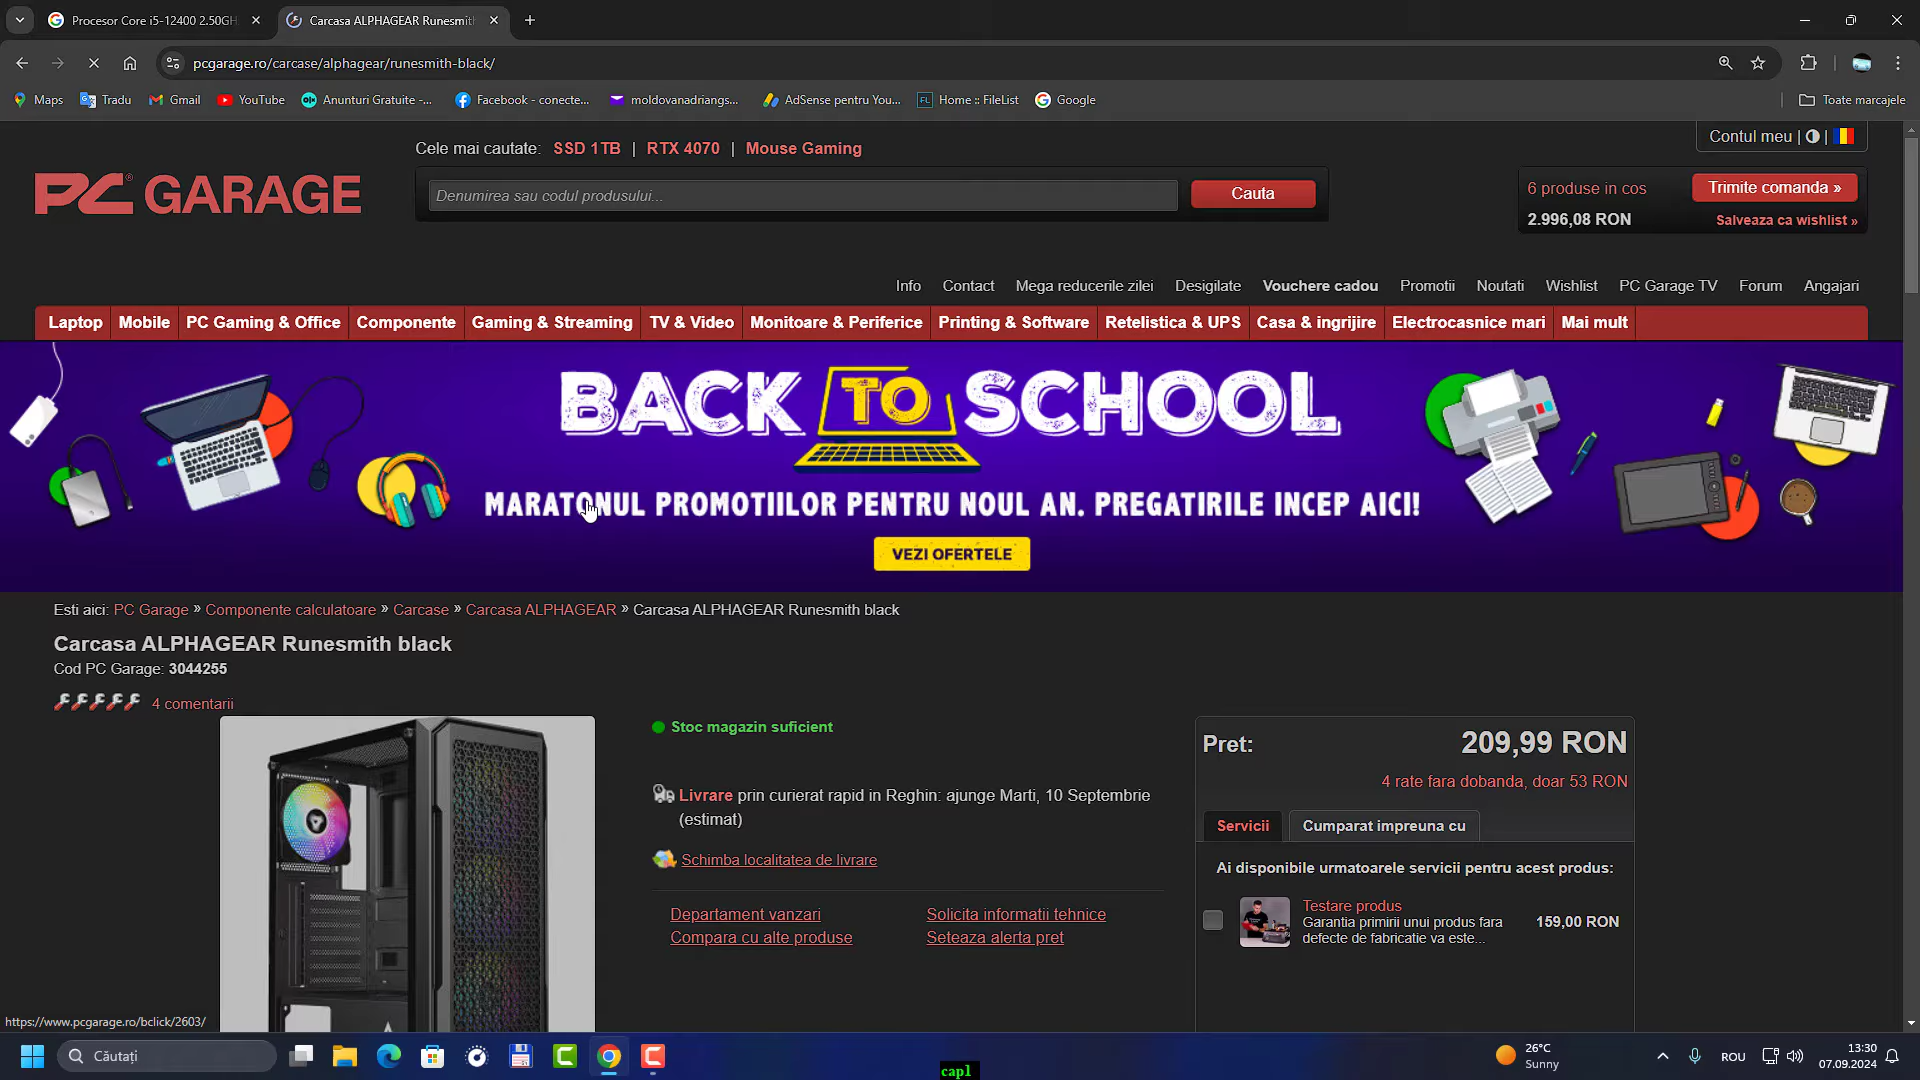 Procesor Core i5-12400 2.50GH
Carcasa ALPHAGEAR Runesmit
pcgarage.ro/carcase/alphagear/runesmith-black/
Maps
Tradu
Gmail
YouTube
Anunturi Gratuite -...
Facebook - conecte...
moldovanadriangs...
AdSense pentru You...
FL
Home :: FileList
Google
Toate marcajele
Cele mai cautate: SSD 1TB | RTX 4070 | Mouse Gaming
Contul meu | |
PC GARAGE
Denumirea sau codul produsului...
Cauta
6 produse in cos
Trimite comanda »
2.996,08 RON
Salveaza ca wishlist »
Info
Contact
Mega reducerile zilei
Desigilate
Vouchere cadou
Promotii
Noutati
Wishlist
PC Garage TV
Forum
Angajari
Laptop
Mobile
PC Gaming & Office
Componente
Gaming & Streaming
TV & Video
Monitoare & Periferice
Printing & Software
Retelistica & UPS
Casa & ingrijire
Electrocasnice mari
Mai mult
BACK TO SCHOOL
MARATONUL PROMOTIILOR PENTRU NOUL AN. PREGATIRILE INCEP AICI!
VEZI OFERTELE
Esti aici: PC Garage » Componente calculatoare » Carcase » Carcasa ALPHAGEAR » Carcasa ALPHAGEAR Runesmith black
Carcasa ALPHAGEAR Runesmith black
Cod PC Garage: 3044255
4 comentarii
Stoc magazin suficient
Livrare prin curierat rapid in Reghin: ajunge Marti, 10 Septembrie
(estimat)
Schimba localitatea de livrare
Departament vanzari
Solicita informatii tehnice
Compara cu alte produse
Seteaza alerta pret
Pret:
209,99 RON
4 rate fara dobanda, doar 53 RON
Servicii
Cumparat impreuna cu
Ai disponibile urmatoarele servicii pentru acest produs:
Testare produs
Garantia primirii unui produs fara
defecte de fabricatie va este...
159,00 RON
https://www.pcgarage.ro/bclick/2603/
Căutați
capl
26°C
Sunny
ROU
13:30
07.09.2024